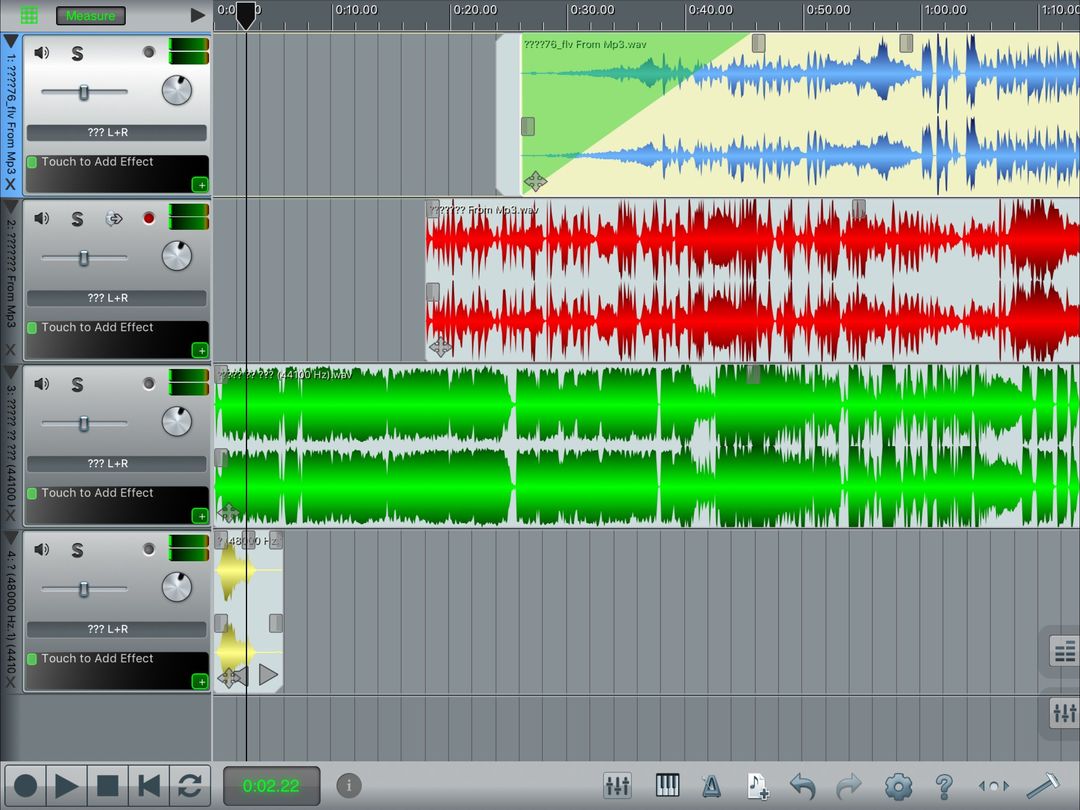 Measure
0:00.00 0:10.00 0:20.00 0:30.00 0:40.00 0:50.00 1:00.00 1:10.00
1: ????76_flv From Mp3
S
??? L+R
Touch to Add Effect
????76_flv From Mp3.wav
2: ??????? From Mp3
S
??? L+R
Touch to Add Effect
??????? From Mp3.wav
3: ????? ?? ??? (44100
S
??? L+R
Touch to Add Effect
????? ?? ??? (44100 Hz).wav
4: ? (48000 Hz.1) (4410
S
??? L+R
Touch to Add Effect
? (48000 Hz
0:02.22